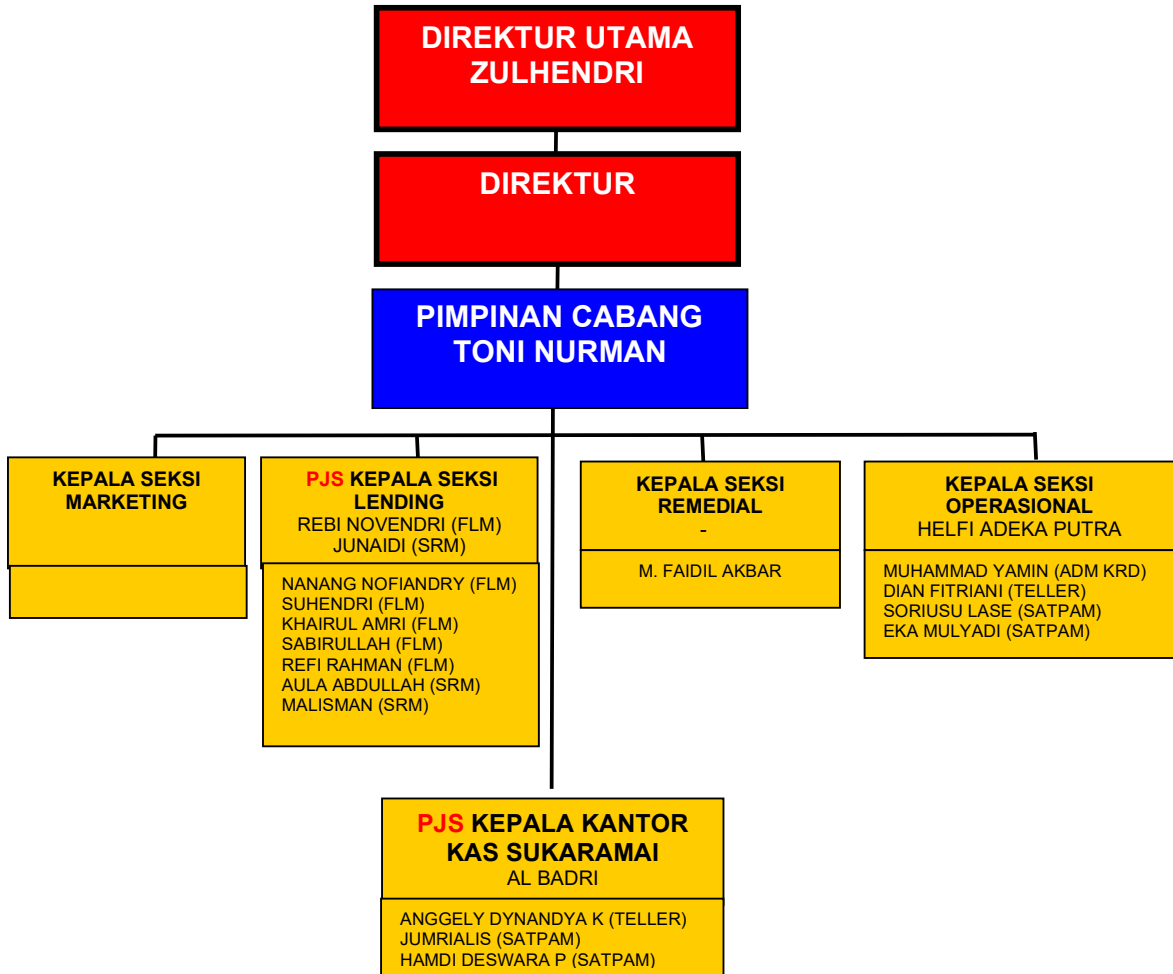 DIREKTUR UTAMA
ZULHENDRI
DIREKTUR
PIMPINAN CABANG
TONI NURMAN
KEPALA SEKSI
MARKETING
PJS KEPALA SEKSI
LENDING
REBI NOVENDRI (FLM)
JUNAIDI (SRM)
NANANG NOFIANDRY (FLM)
SUHENDRI (FLM)
KHAIRUL AMRI (FLM)
SABIRULLAH (FLM)
REFI RAHMAN (FLM)
AULA ABDULLAH (SRM)
MALISMAN (SRM)
KEPALA SEKSI
REMEDIAL
-
M. FAIDIL AKBAR
KEPALA SEKSI
OPERASIONAL
HELFI ADEKA PUTRA
MUHAMMAD YAMIN (ADM KRD)
DIAN FITRIANI (TELLER)
SORIUSU LASE (SATPAM)
EKA MULYADI (SATPAM)
PJS KEPALA KANTOR
KAS SUKARAMAI
AL BADRI
ANGGELY DYNANDYA K (TELLER)
JUMRIALIS (SATPAM)
HAMDI DESWARA P (SATPAM)